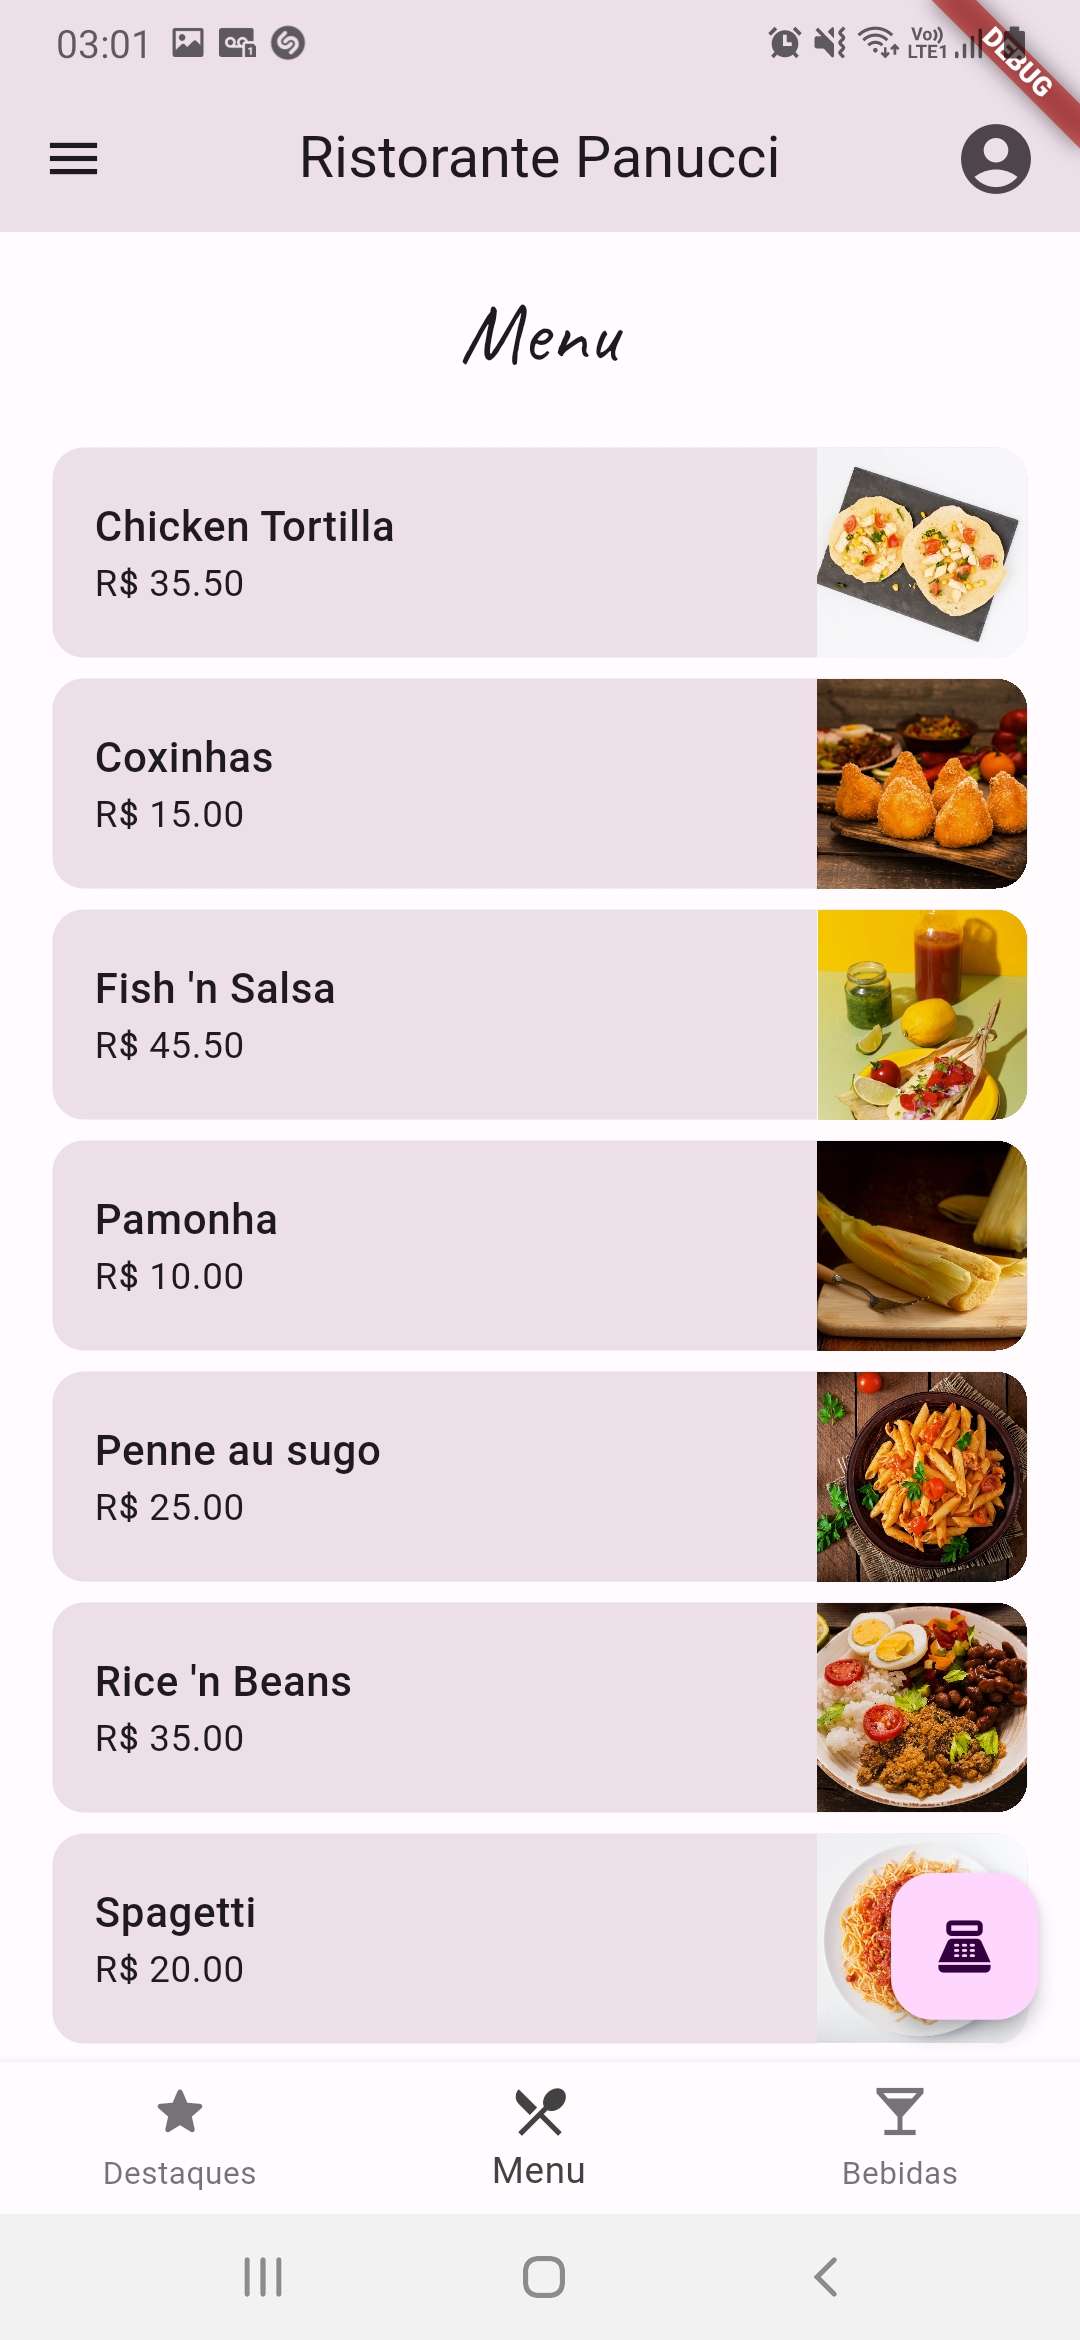 03:01
Vo))
LTE1
DEBUG
Ristorante Panucci
Menu
Chicken Tortilla
R$ 35.50
Coxinhas
R$ 15.00
Fish 'n Salsa
R$ 45.50
Pamonha
R$ 10.00
Penne au sugo
R$ 25.00
Rice 'n Beans
R$ 35.00
Spagetti
R$ 20.00
Destaques
Menu
Bebidas